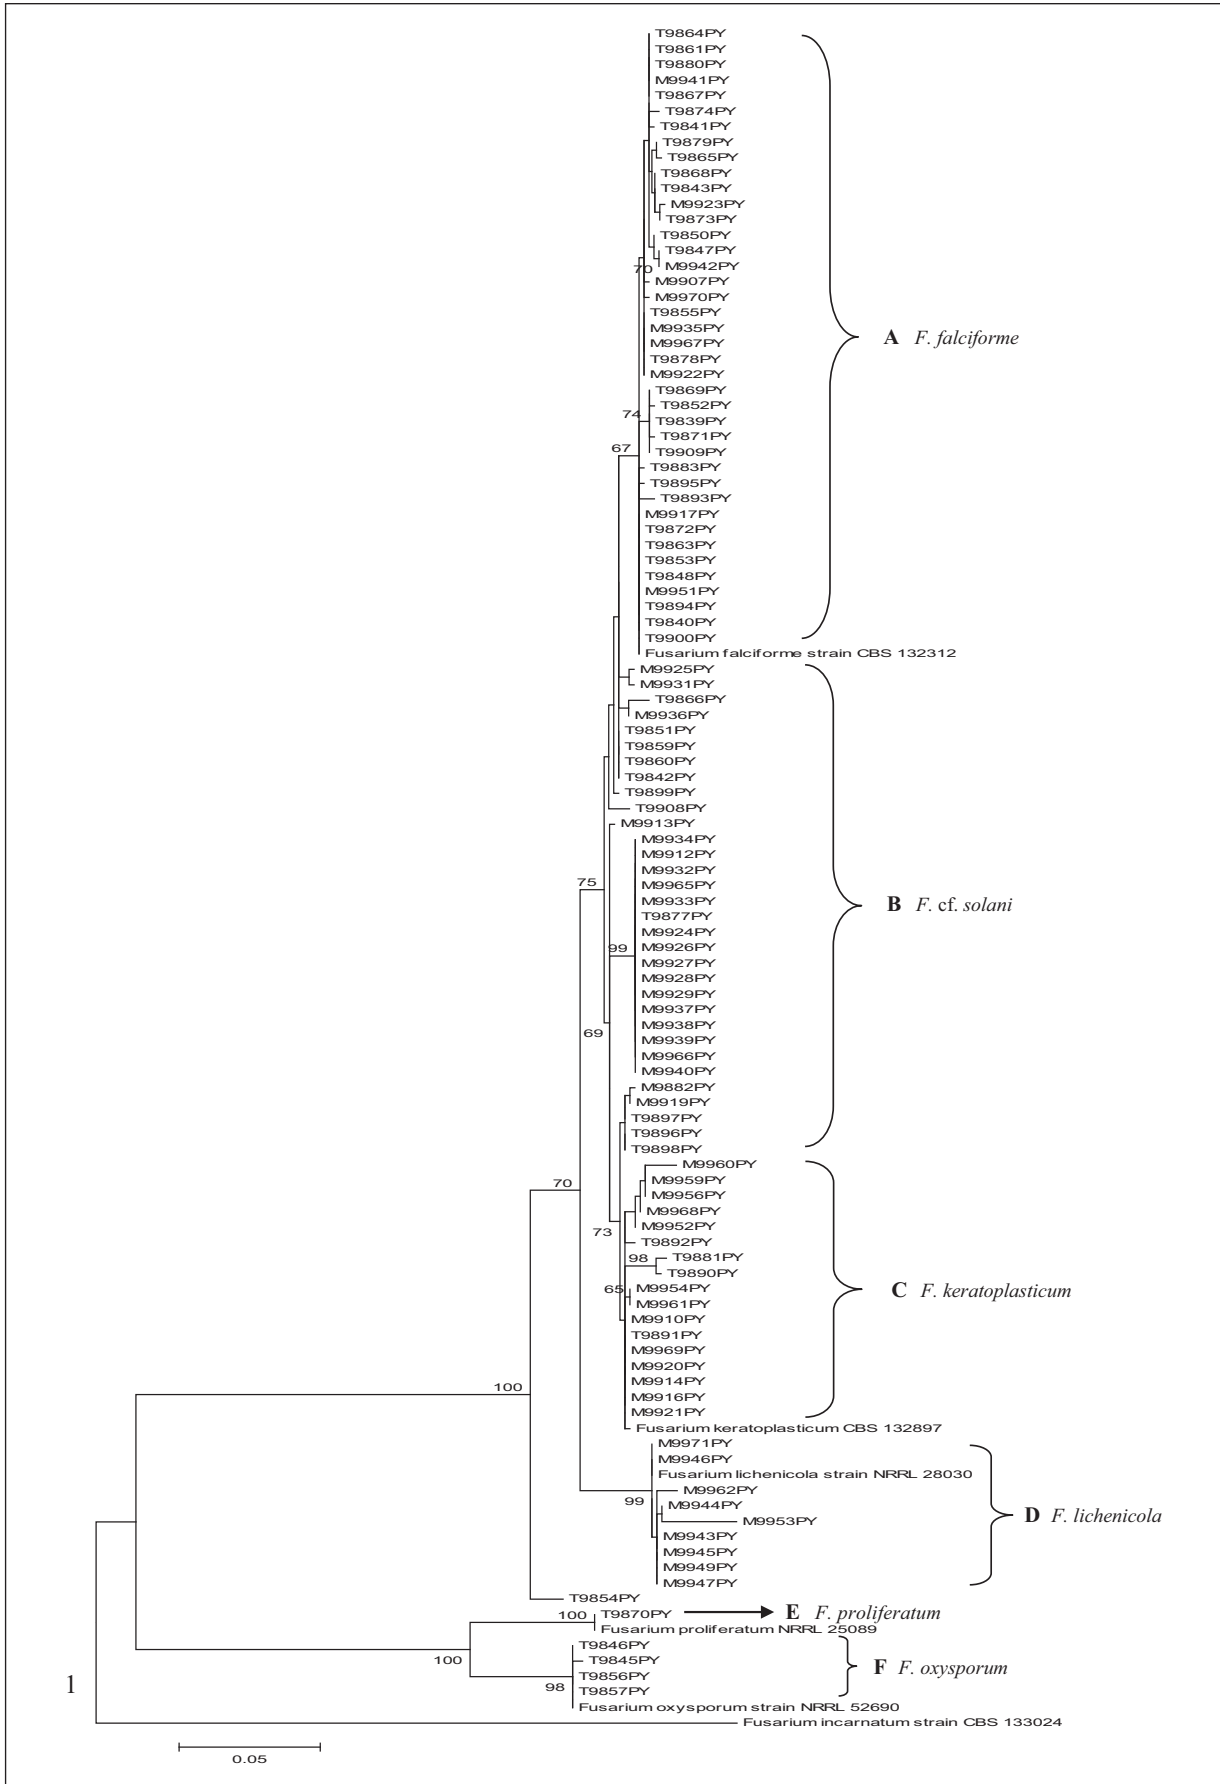 T9864PY
T9861PY
T9880PY
M9941PY
T9867PY
T9874PY
T9841PY
T9879PY
T9865PY
T9868PY
T9843PY
M9923PY
T9873PY
T9850PY
T9847PY
M9942PY
70
M9907PY
M9970PY
T9855PY
M9935PY
A F. falciforme
M9967PY
T9878PY
M9922PY
T9869PY
T9852PY
74
T9839PY
T9871PY
67
T9909PY
T9883PY
T9895PY
T9893PY
M9917PY
T9872PY
T9863PY
T9853PY
T9848PY
M9951PY
T9894PY
T9840PY
T9900PY
Fusarium falciforme strain CBS 132312
M9925PY
M9931PY
T9866PY
M9936PY
T9851PY
T9859PY
T9860PY
T9842PY
T9899PY
T9908PY
M9913PY
M9934PY
M9912PY
M9932PY
75
M9965PY
M9933PY
B F. cf. solani
T9877PY
M9924PY
99
M9926PY
M9927PY
M9928PY
M9929PY
M9937PY
M9938PY
69
M9939PY
M9966PY
M9940PY
M9882PY
M9919PY
T9897PY
T9896PY
T9898PY
M9960PY
70
M9959PY
M9956PY
M9968PY
M9952PY
73
T9892PY
98
T9881PY
T9890PY
65
M9954PY
C F. keratoplasticum
M9961PY
M9910PY
T9891PY
M9969PY
M9920PY
M9914PY
100
M9916PY
M9921PY
Fusarium keratoplasticum CBS 132897
M9971PY
M9946PY
Fusarium lichenicola strain NRRL 28030
M9962PY
99
M9944PY
D F. lichenicola
M9953PY
M9943PY
M9945PY
M9949PY
M9947PY
T9854PY
100
T9870PY
E F. proliferatum
Fusarium proliferatum NRRL 25089
T9846PY
100
T9845PY
F F. oxysporum
T9856PY
1
98
T9857PY
Fusarium oxysporum strain NRRL 52690
Fusarium incarnatum strain CBS 133024
0.05